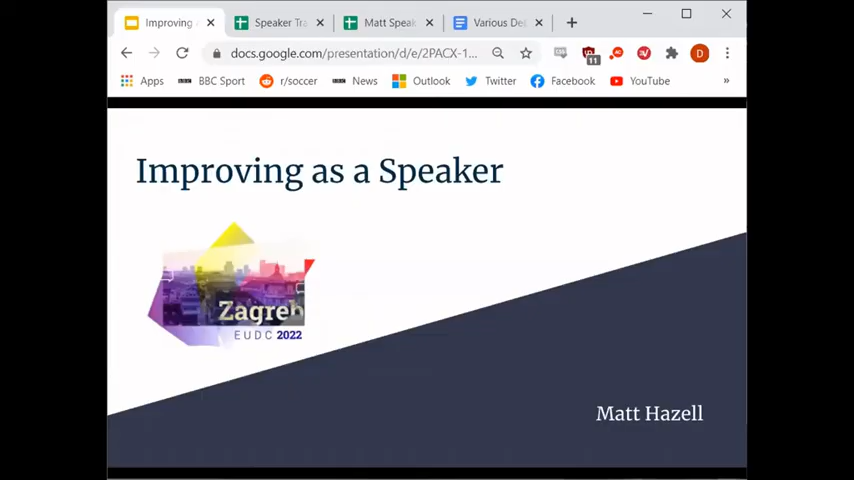 Improving
Speaker Tra
Matt Speak
Various De
docs.google.com/presentation/d/e/2PACX-1...
11
D
Apps
BBC Sport
r/soccer
News
Outlook
Twitter
Facebook
YouTube
»
Improving as a Speaker
Zagreb
EUDC 2022
Matt Hazell